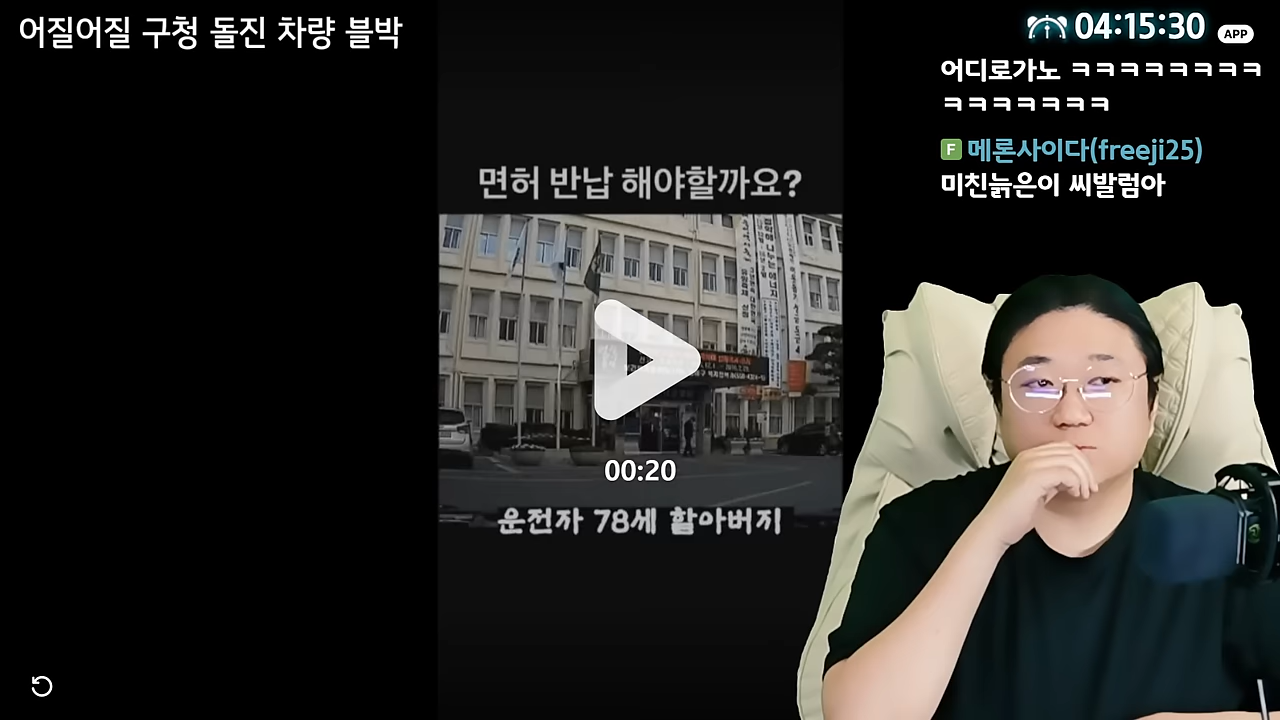 어질어질 구청 돌진 차량 블박
04:15:30 APP
어디로가노 ㅋㅋㅋㅋㅋㅋㅋㅋ
ㅋㅋㅋㅋㅋㅋㅋ
F 메론사이다(freeji25)
미친늙은이 씨발럼아
면허 반납 해야할까요?
00:20
운전자 78세 할아버지